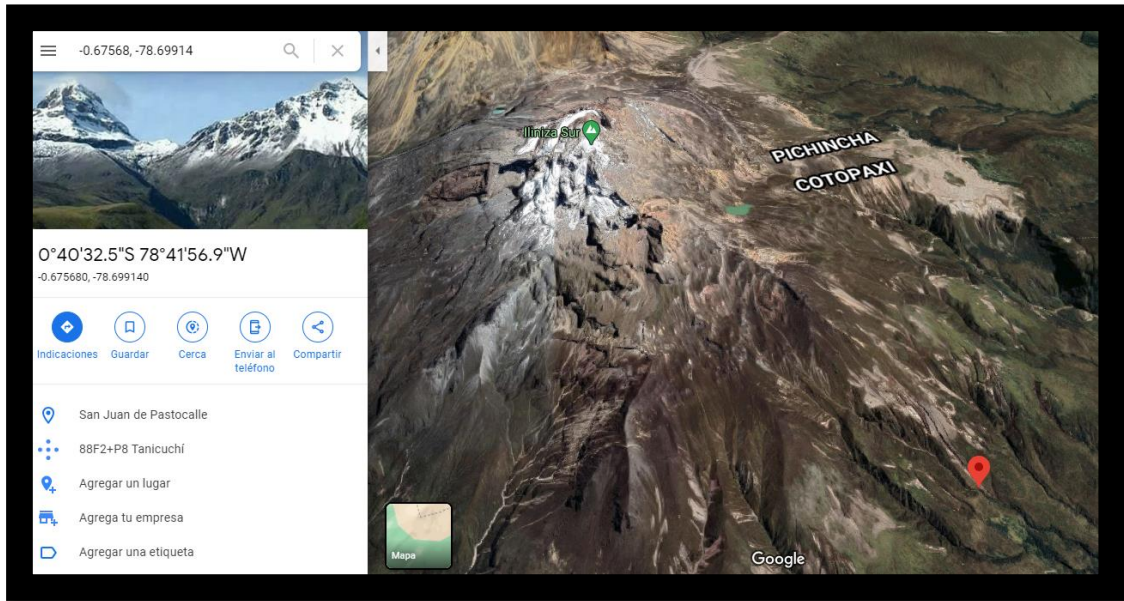 -0.67568, -78.69914
0°40'32.5"S 78°41'56.9"W
-0.675680, -78.699140
Indicaciones
Guardar
Cerca
Enviar al
teléfono
Compartir
San Juan de Pastocalle
88F2+P8 Tanicuchí
Agregar un lugar
Agrega tu empresa
Agregar una etiqueta
Iliniza Sur
PICHINCHA
COTOPAXI
Mapa
Google